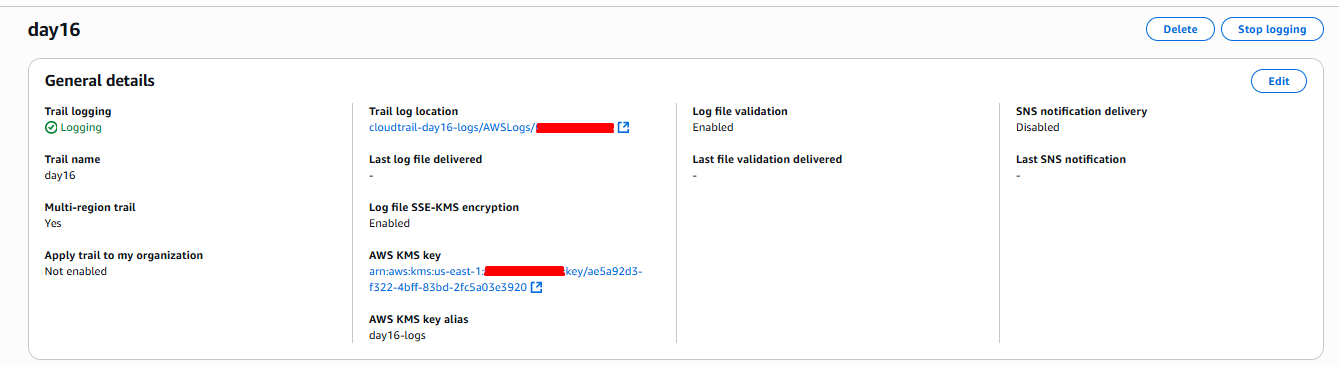 day16
Delete
Stop logging
General details
Edit
Trail logging
Logging
Trail name
day16
Multi-region trail
Yes
Apply trail to my organization
Not enabled
Trail log location
cloudtrail-day16-logs/AWSLogs/
Last log file delivered
-
Log file SSE-KMS encryption
Enabled
AWS KMS key
arn:aws:kms:us-east-1: :key/ae5a92d3-
f322-4bff-83bd-2fc5a03e3920
AWS KMS key alias
day16-logs
Log file validation
Enabled
Last file validation delivered
-
SNS notification delivery
Disabled
Last SNS notification
-